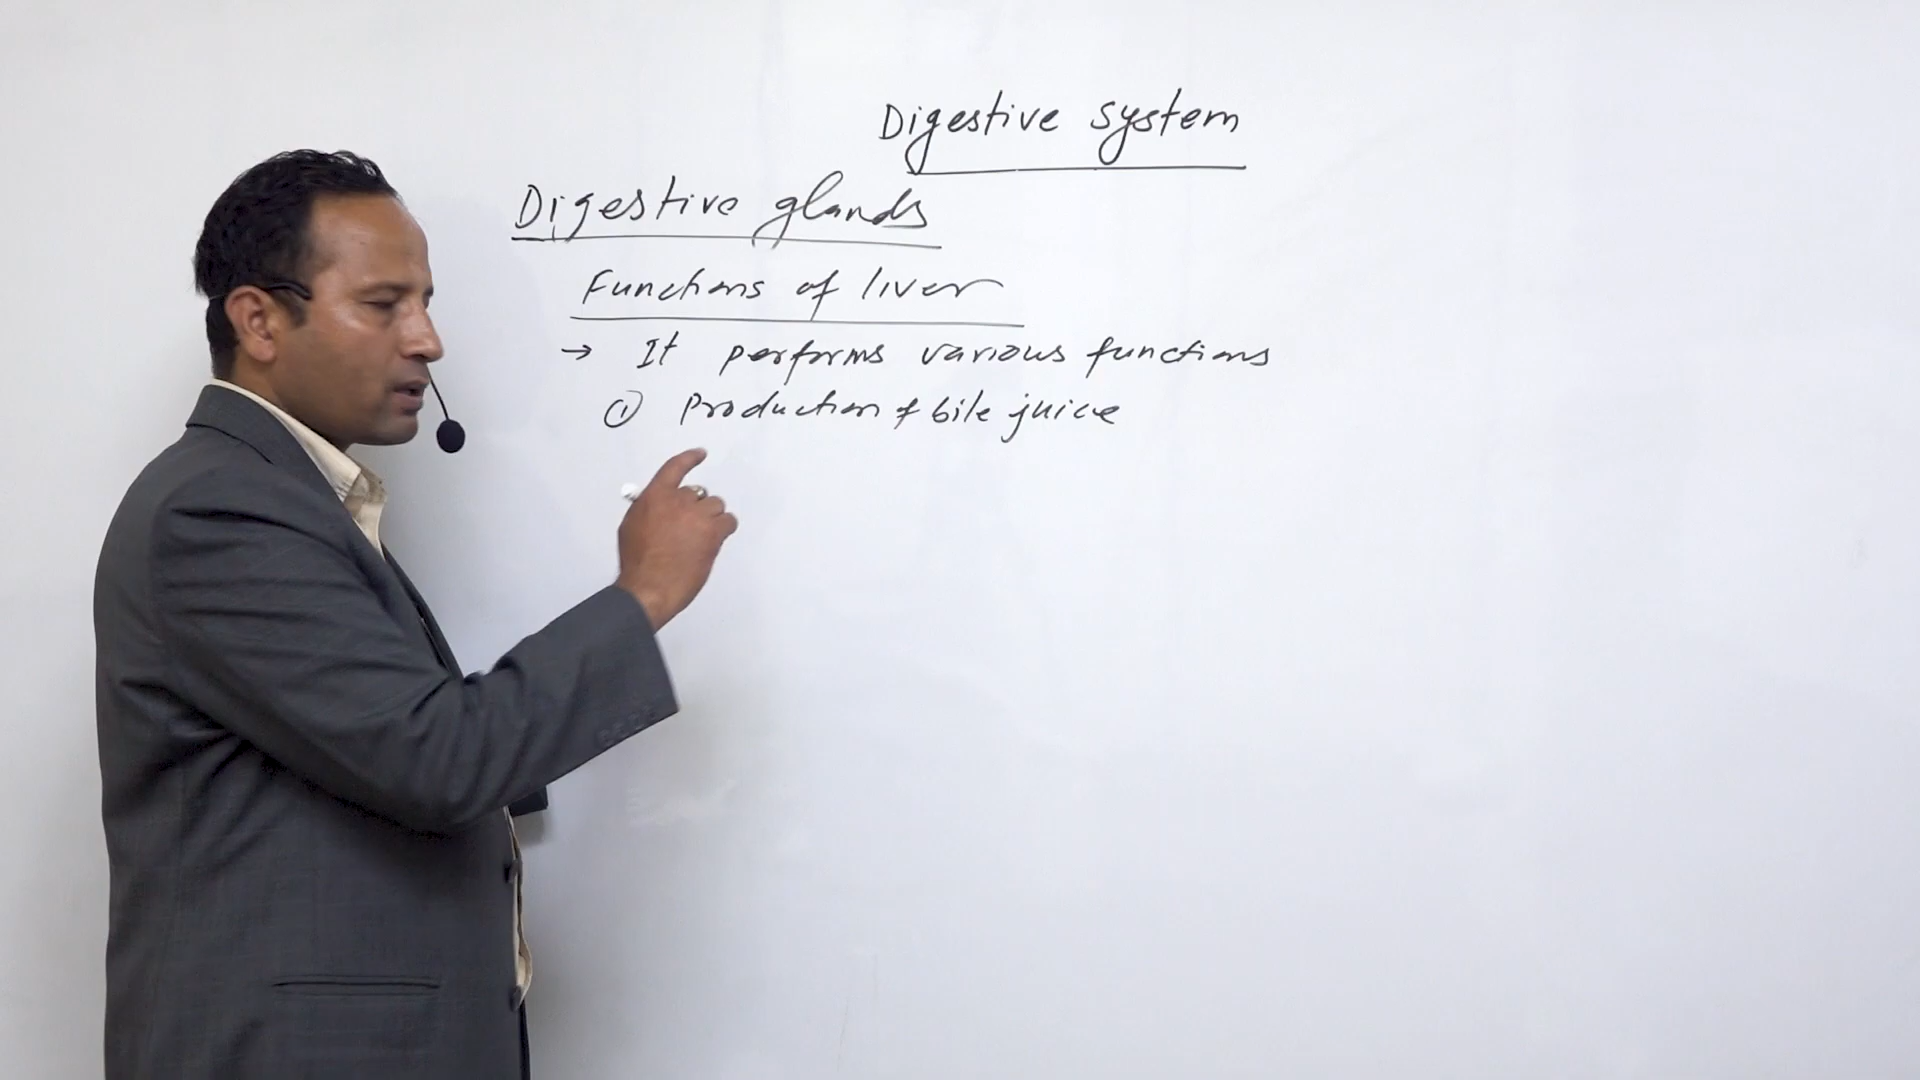 Digestive system
Digestive glands
Functions of liver
→ It performs various functions
① Production of bile juice